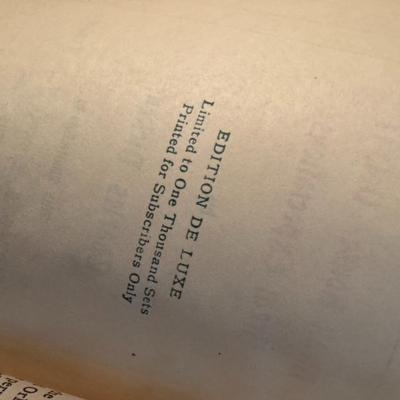 EDITION DE LUXE
Limited to One Thousand Sets
Printed for Subscribers Only